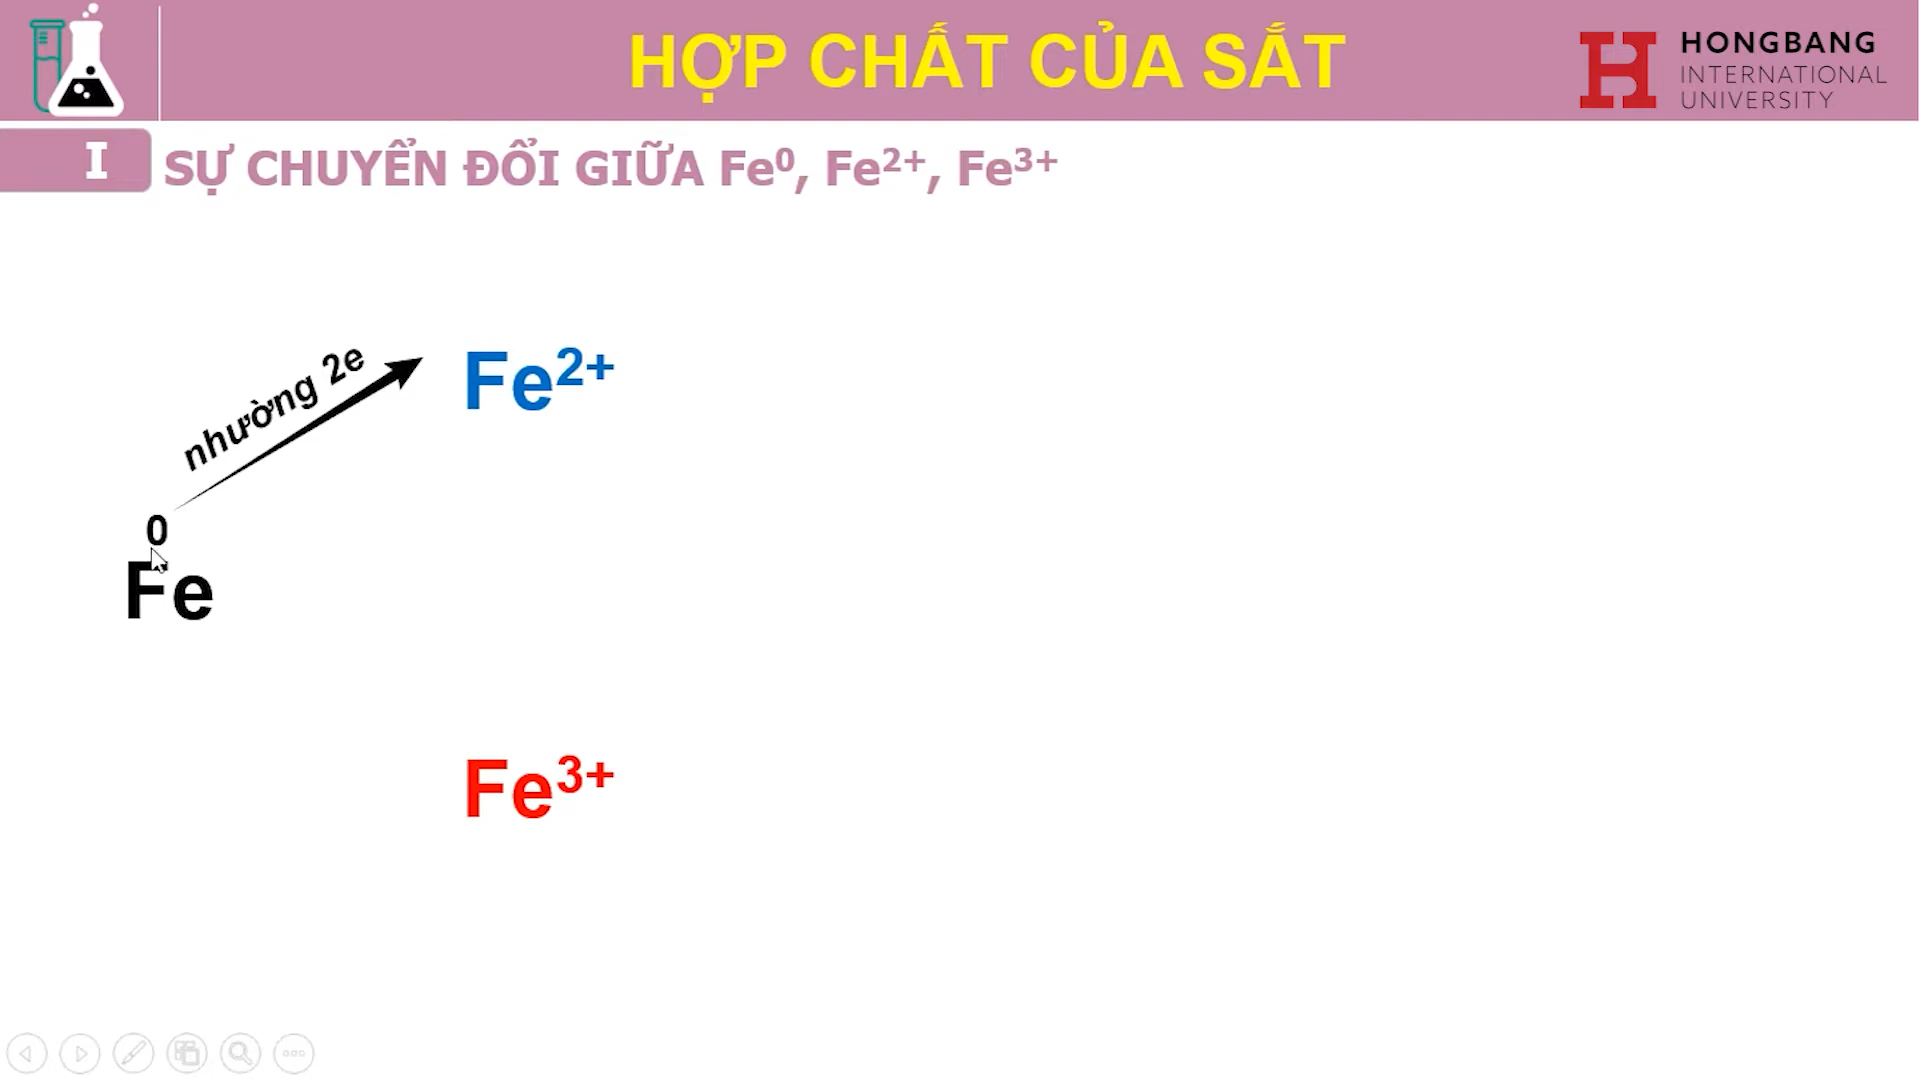 HỢP CHẤT CỦA SẮT
HONGBANG
INTERNATIONAL
UNIVERSITY
I
SỰ CHUYỂN ĐỔI GIỮA Fe⁰, Fe²⁺, Fe³⁺
nhường 2e
Fe²⁺
0
Fe
Fe³⁺